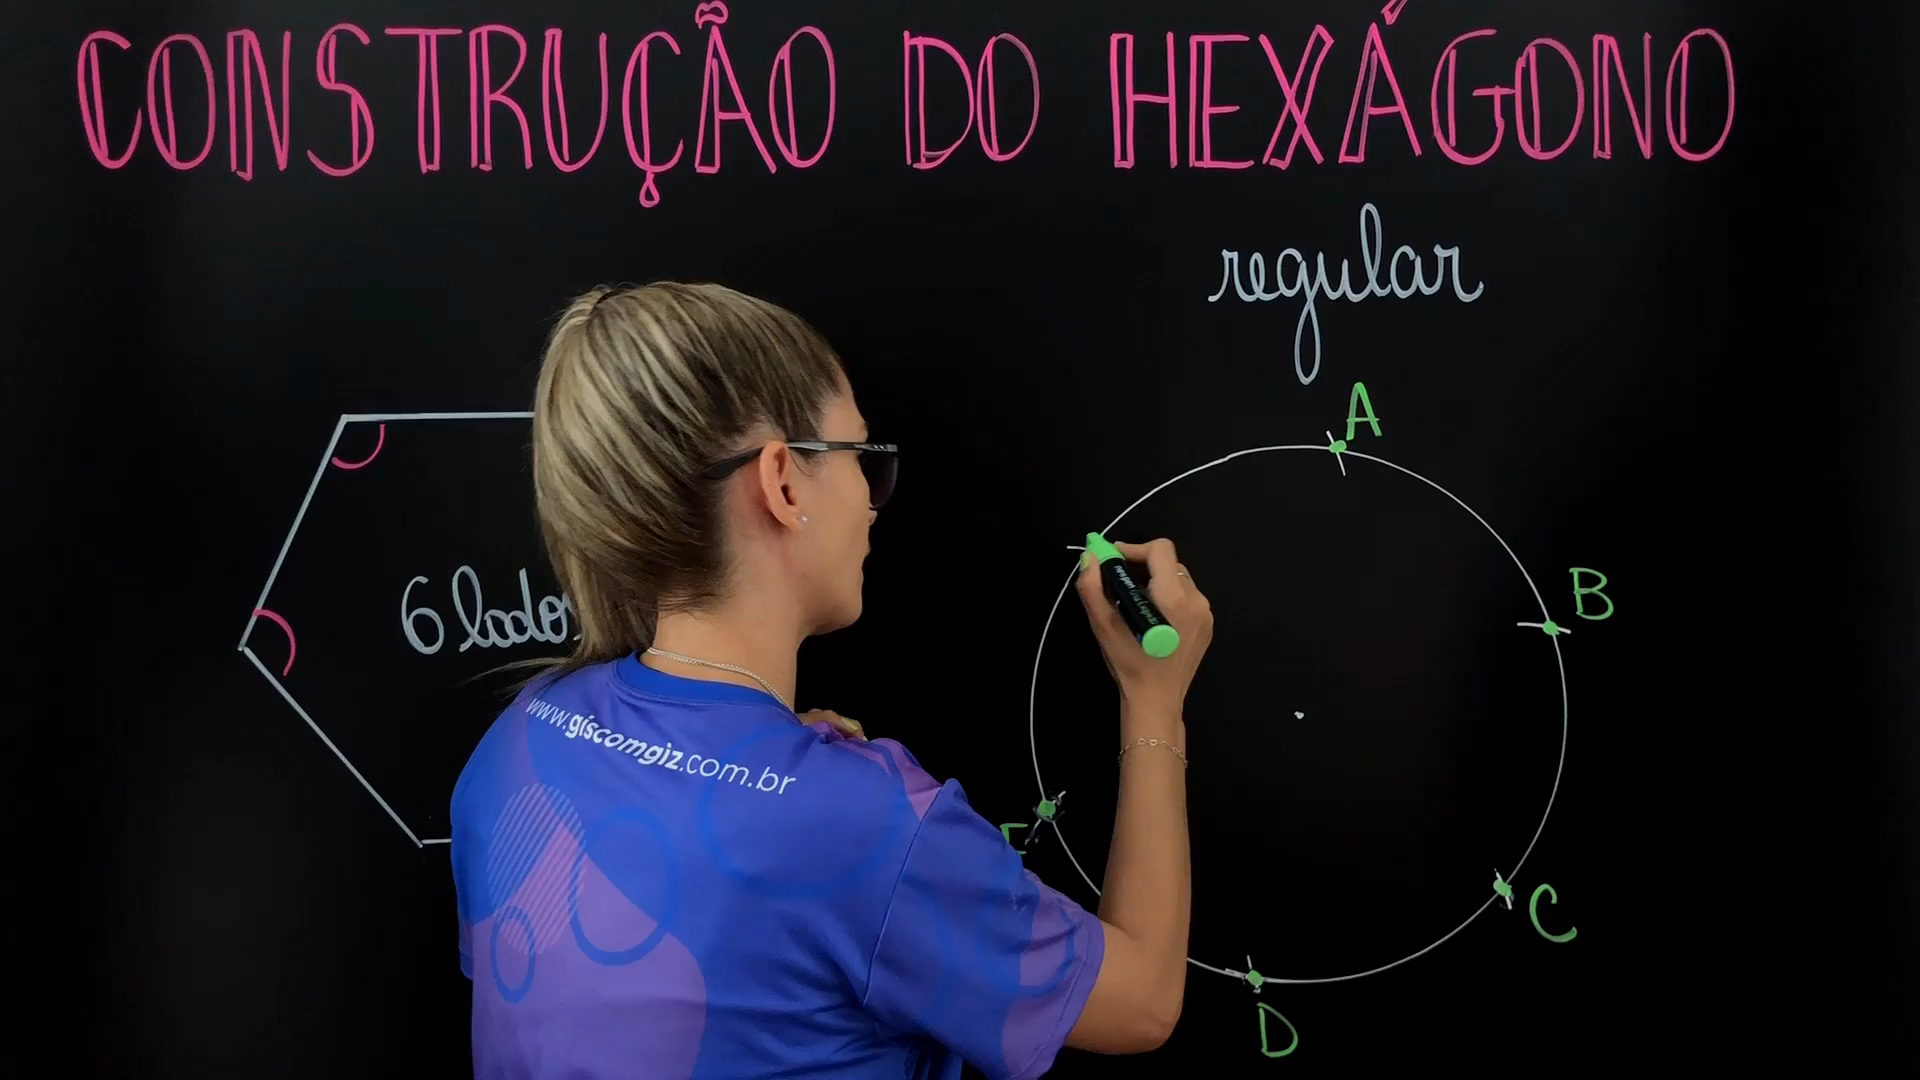 CONSTRUÇÃO DO HEXÁGONO
regular
A
6 lados
B
www.giscomgiz.com.br
E
C
D